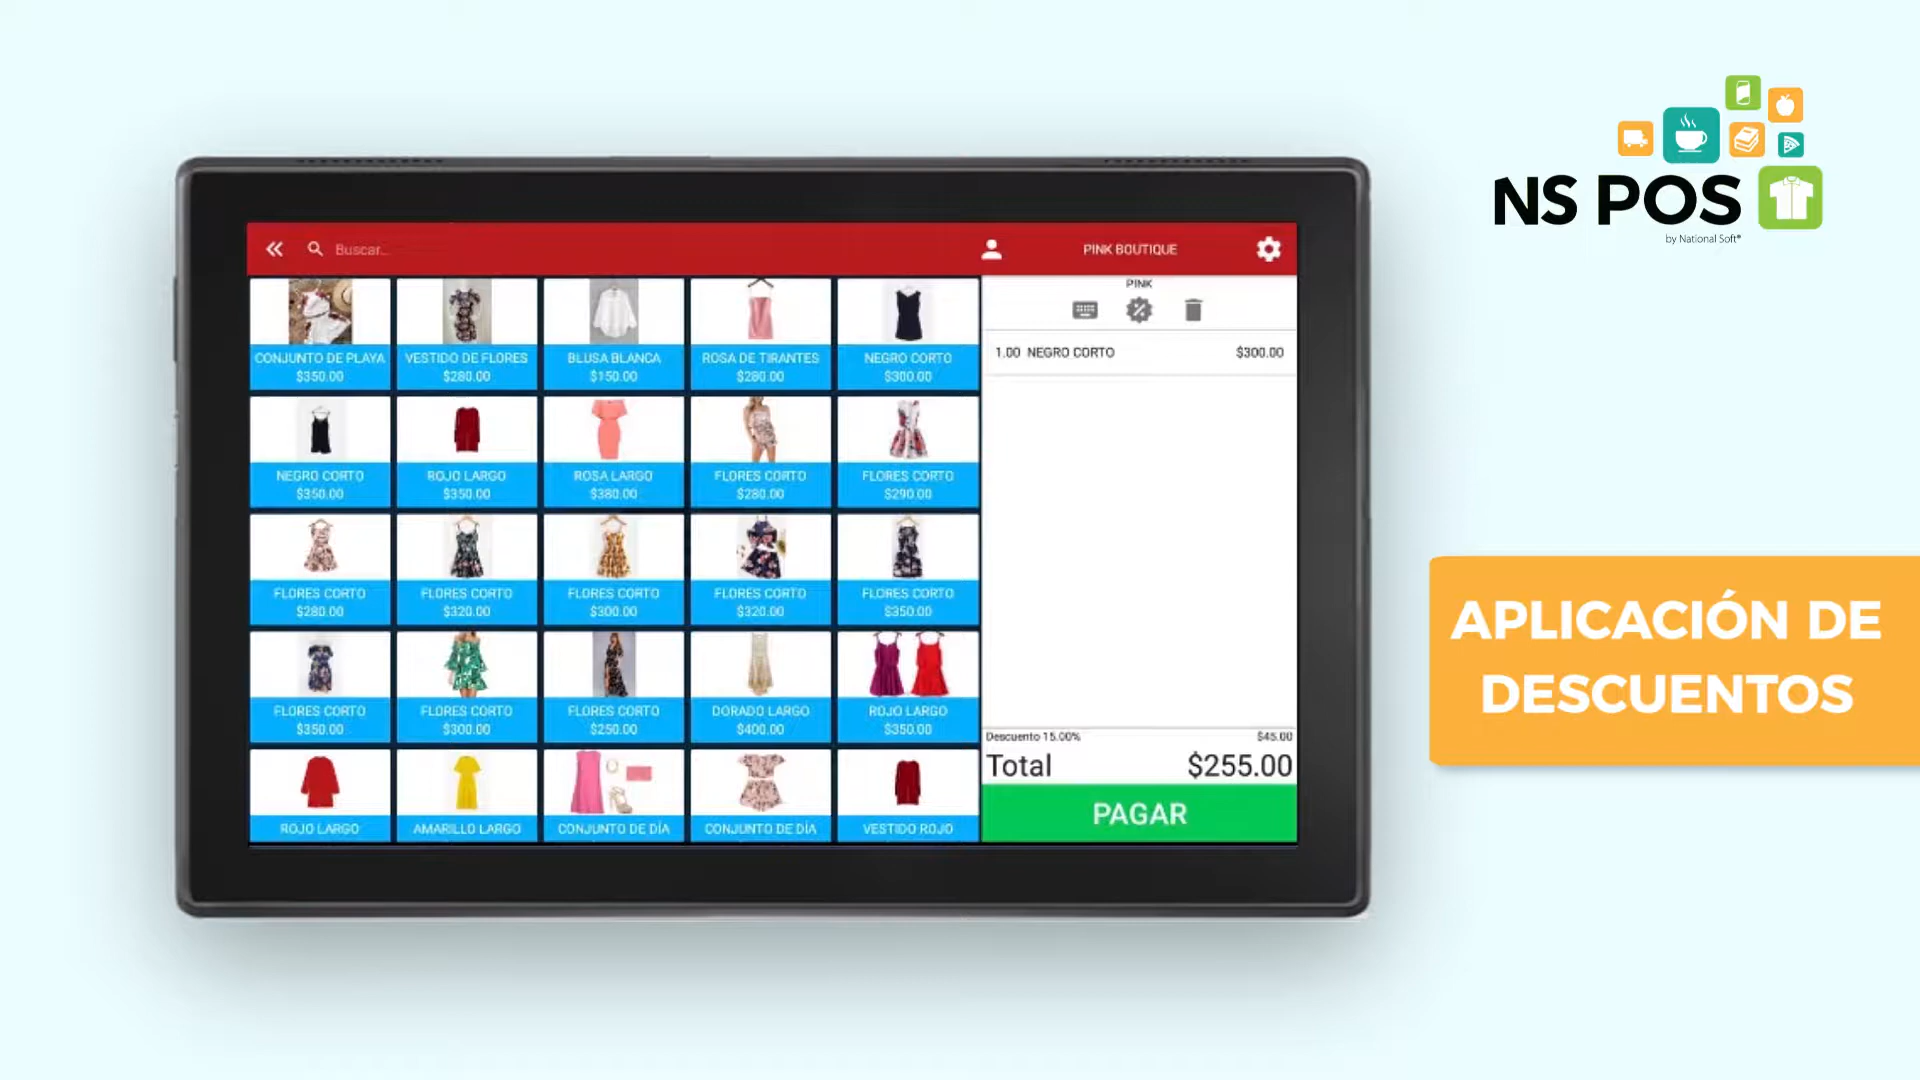 NS POS
by National Soft®
Buscar...
PINK BOUTIQUE
PINK
CONJUNTO DE PLAYA
$350.00
VESTIDO DE FLORES
$280.00
BLUSA BLANCA
$150.00
ROSA DE TIRANTES
$280.00
NEGRO CORTO
$300.00
1.00 NEGRO CORTO $300.00
NEGRO CORTO
$350.00
ROJO LARGO
$350.00
ROSA LARGO
$380.00
FLORES CORTO
$280.00
FLORES CORTO
$290.00
FLORES CORTO
$280.00
FLORES CORTO
$320.00
FLORES CORTO
$300.00
FLORES CORTO
$320.00
FLORES CORTO
$350.00
FLORES CORTO
$350.00
FLORES CORTO
$300.00
FLORES CORTO
$250.00
DORADO LARGO
$400.00
ROJO LARGO
$350.00
ROJO LARGO
AMARILLO LARGO
CONJUNTO DE DÍA
CONJUNTO DE DÍA
VESTIDO ROJO
Descuento 15.00% $45.00
Total $255.00
PAGAR
APLICACIÓN DE
DESCUENTOS